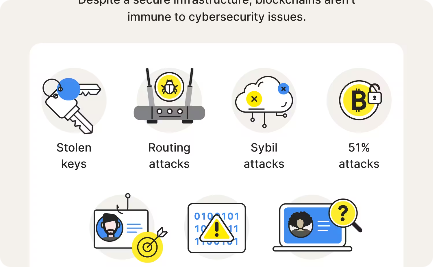 Despite a secure infrastructure, blockchains aren't
immune to cybersecurity issues.
Stolen
keys
Routing
attacks
Sybil
attacks
51%
attacks